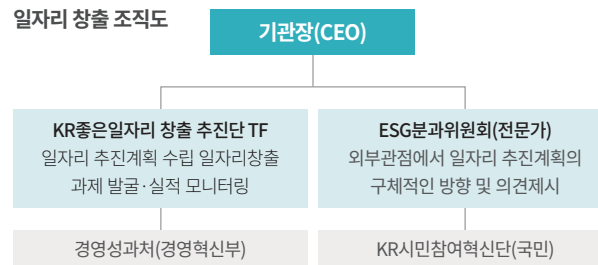 일자리 창출 조직도
기관장(CEO)
KR좋은일자리 창출 추진단 TF
일자리 추진계획 수립 일자리창출
과제 발굴·실적 모니터링
ESG분과위원회(전문가)
외부관점에서 일자리 추진계획의
구체적인 방향 및 의견제시
경영성과처(경영혁신부)
KR시민참여혁신단(국민)